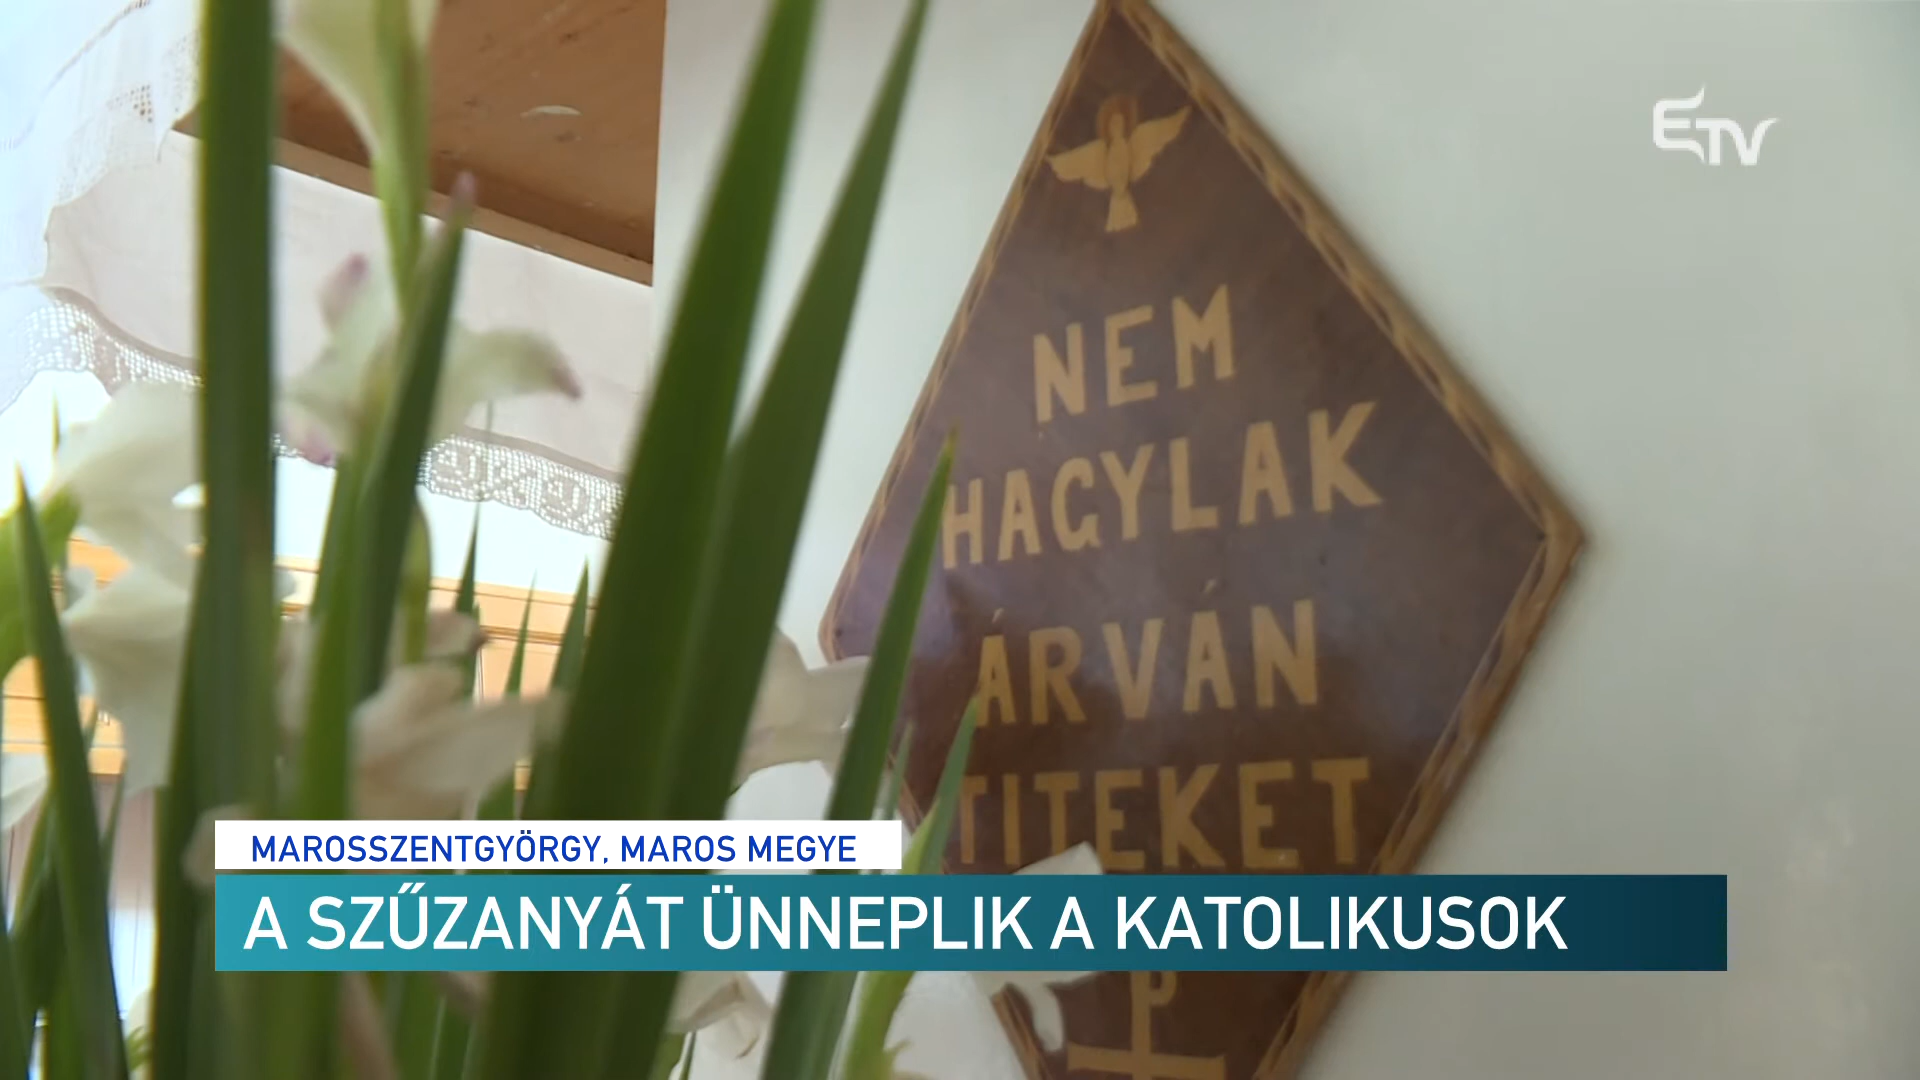 ETV
NEM
HAGYLAK
ÁRVÁN
TITEKET
MAROSSZENTGYÖRGY, MAROS MEGYE
A SZŰZANYÁT ÜNNEPLIK A KATOLIKUSOK